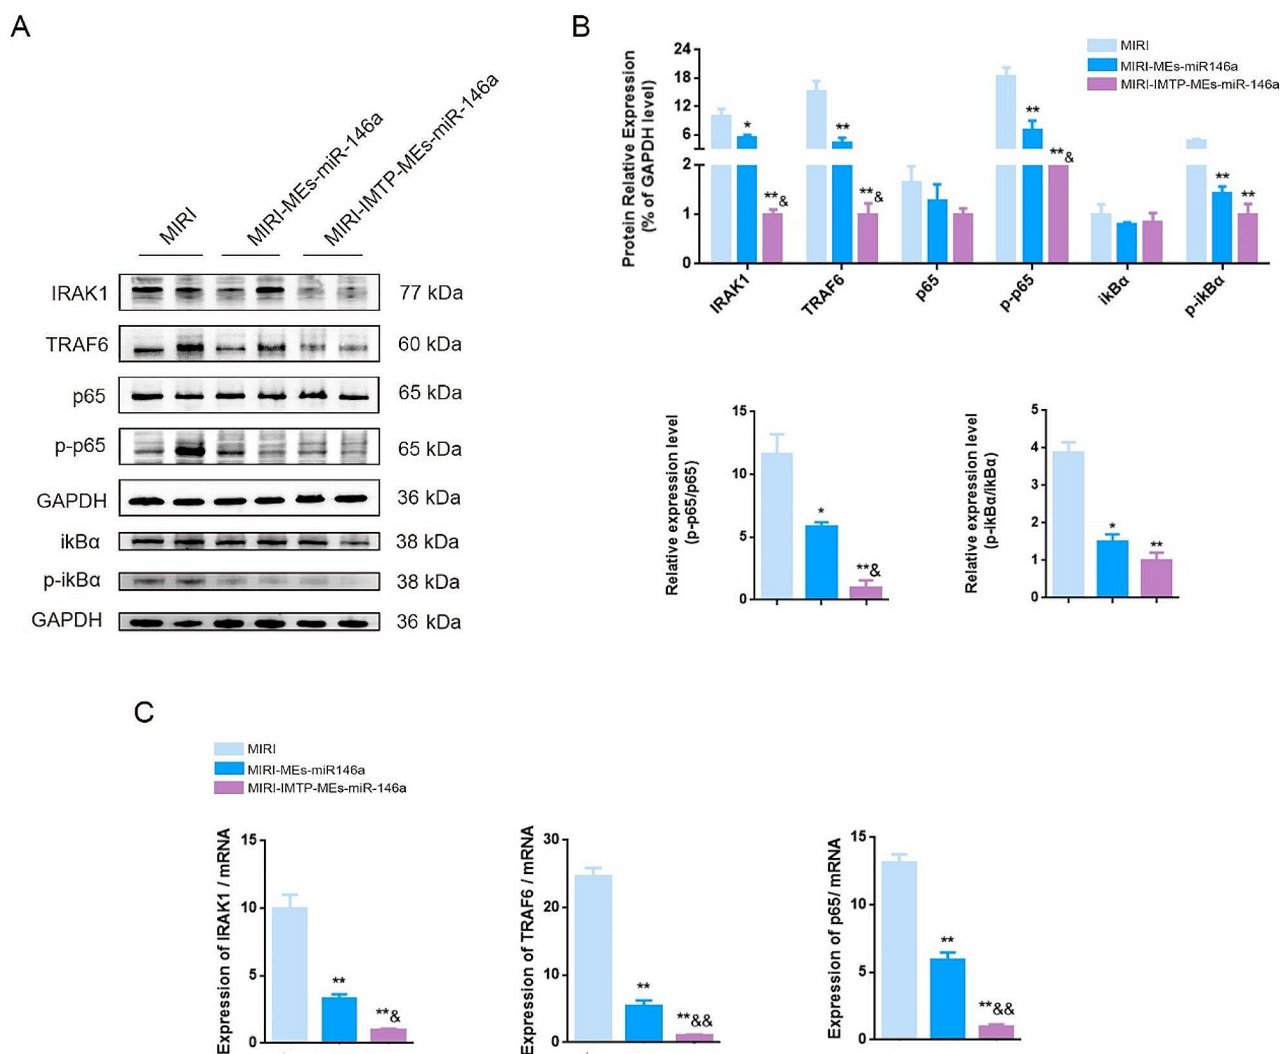 A
MIRI
MIRI-MEs-miR-146a
MIRI-IMTP-MEs-miR-146a
IRAK1
77 kDa
TRAF6
60 kDa
p65
65 kDa
p-p65
65 kDa
GAPDH
36 kDa
ikBα
38 kDa
p-ikBα
38 kDa
GAPDH
36 kDa
B
MIRI
MIRI-MEs-miR146a
MIRI-IMTP-MEs-miR-146a
Protein Relative Expression
(% of GAPDH level)
24
18
12
6
2
1
0
*
**&
**
**&
**
**&
**
**
IRAK1
TRAF6
p65
p-p65
ikBα
p-ikBα
Relative expression level
(p-p65/p65)
15
10
5
0
*
**&
Relative expression level
(p-ikBα/ikBα)
5
4
3
2
1
0
*
**
C
MIRI
MIRI-MEs-miR146a
MIRI-IMTP-MEs-miR-146a
Expression of IRAK1 / mRNA
15
10
5
0
**
**&
Expression of TRAF6 / mRNA
30
20
10
0
**
**&&
Expression of p65/ mRNA
15
10
5
0
**
**&&